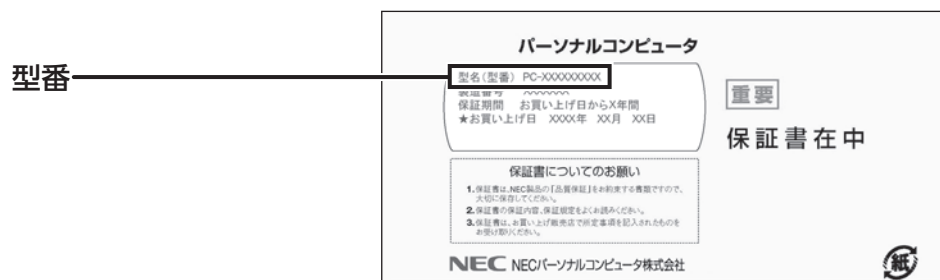 型番
パーソナルコンピュータ
型名(型番) PC-XXXXXXXXX
製造番号 XXXXXXX
保証期間 お買い上げ日からX年間
★お買い上げ日 XXXX年 XX月 XX日
重要
保証書在中
保証書についてのお願い
1.保証書は、NEC製品の「品質保証」をお約束する書類ですので、
大切に保存してください。
2.保証書の保証内容、保証規定をよくお読みください。
3.保証書は、お買い上げ販売店で所定事項を記入されたものを
お受け取りください。
NEC NECパーソナルコンピュータ株式会社
紙